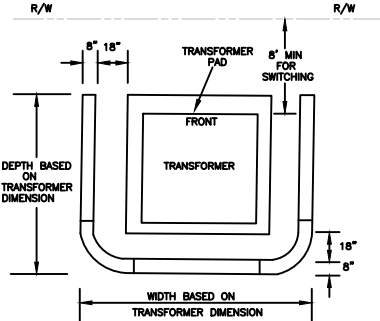 R/W
R/W
8" 18"
TRANSFORMER
PAD
8' MIN
FOR
SWITCHING
FRONT
TRANSFORMER
DEPTH BASED
ON
TRANSFORMER
DIMENSION
18"
8"
WIDTH BASED ON
TRANSFORMER DIMENSION